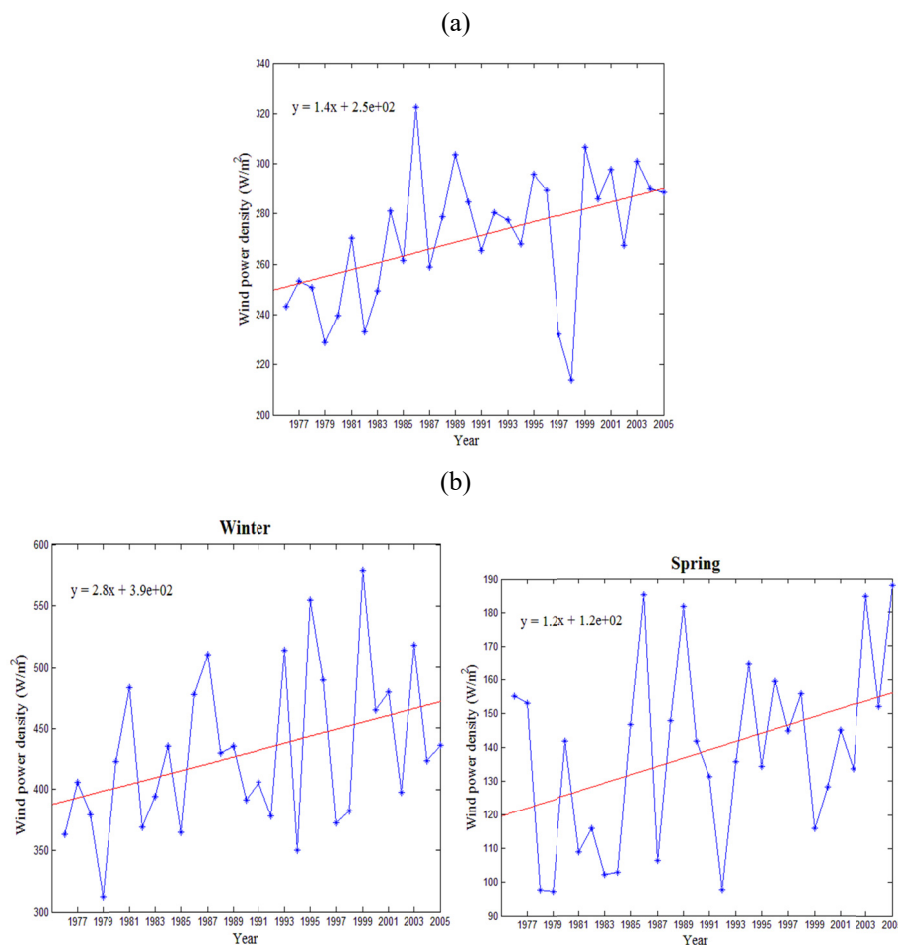 (a)
y = 1.4x + 2.5e+02
Wind power density (W/m²)
260
240
220
200
1977 1979 1981 1983 1985 1987 1989 1991 1993 1995 1997 1999 2001 2003 2005
Year
(b)
Winter
y = 2.8x + 3.9e+02
Wind power density (W/m²)
600
550
500
450
400
350
300
1977 1979 1981 1983 1985 1987 1989 1991 1993 1995 1997 1999 2001 2003 2005
Year
Spring
y = 1.2x + 1.2e+02
Wind power density (W/m²)
190
180
170
160
150
140
130
120
110
100
90
1977 1979 1981 1983 1985 1987 1989 1991 1993 1995 1997 1999 2001 2003 200
Year